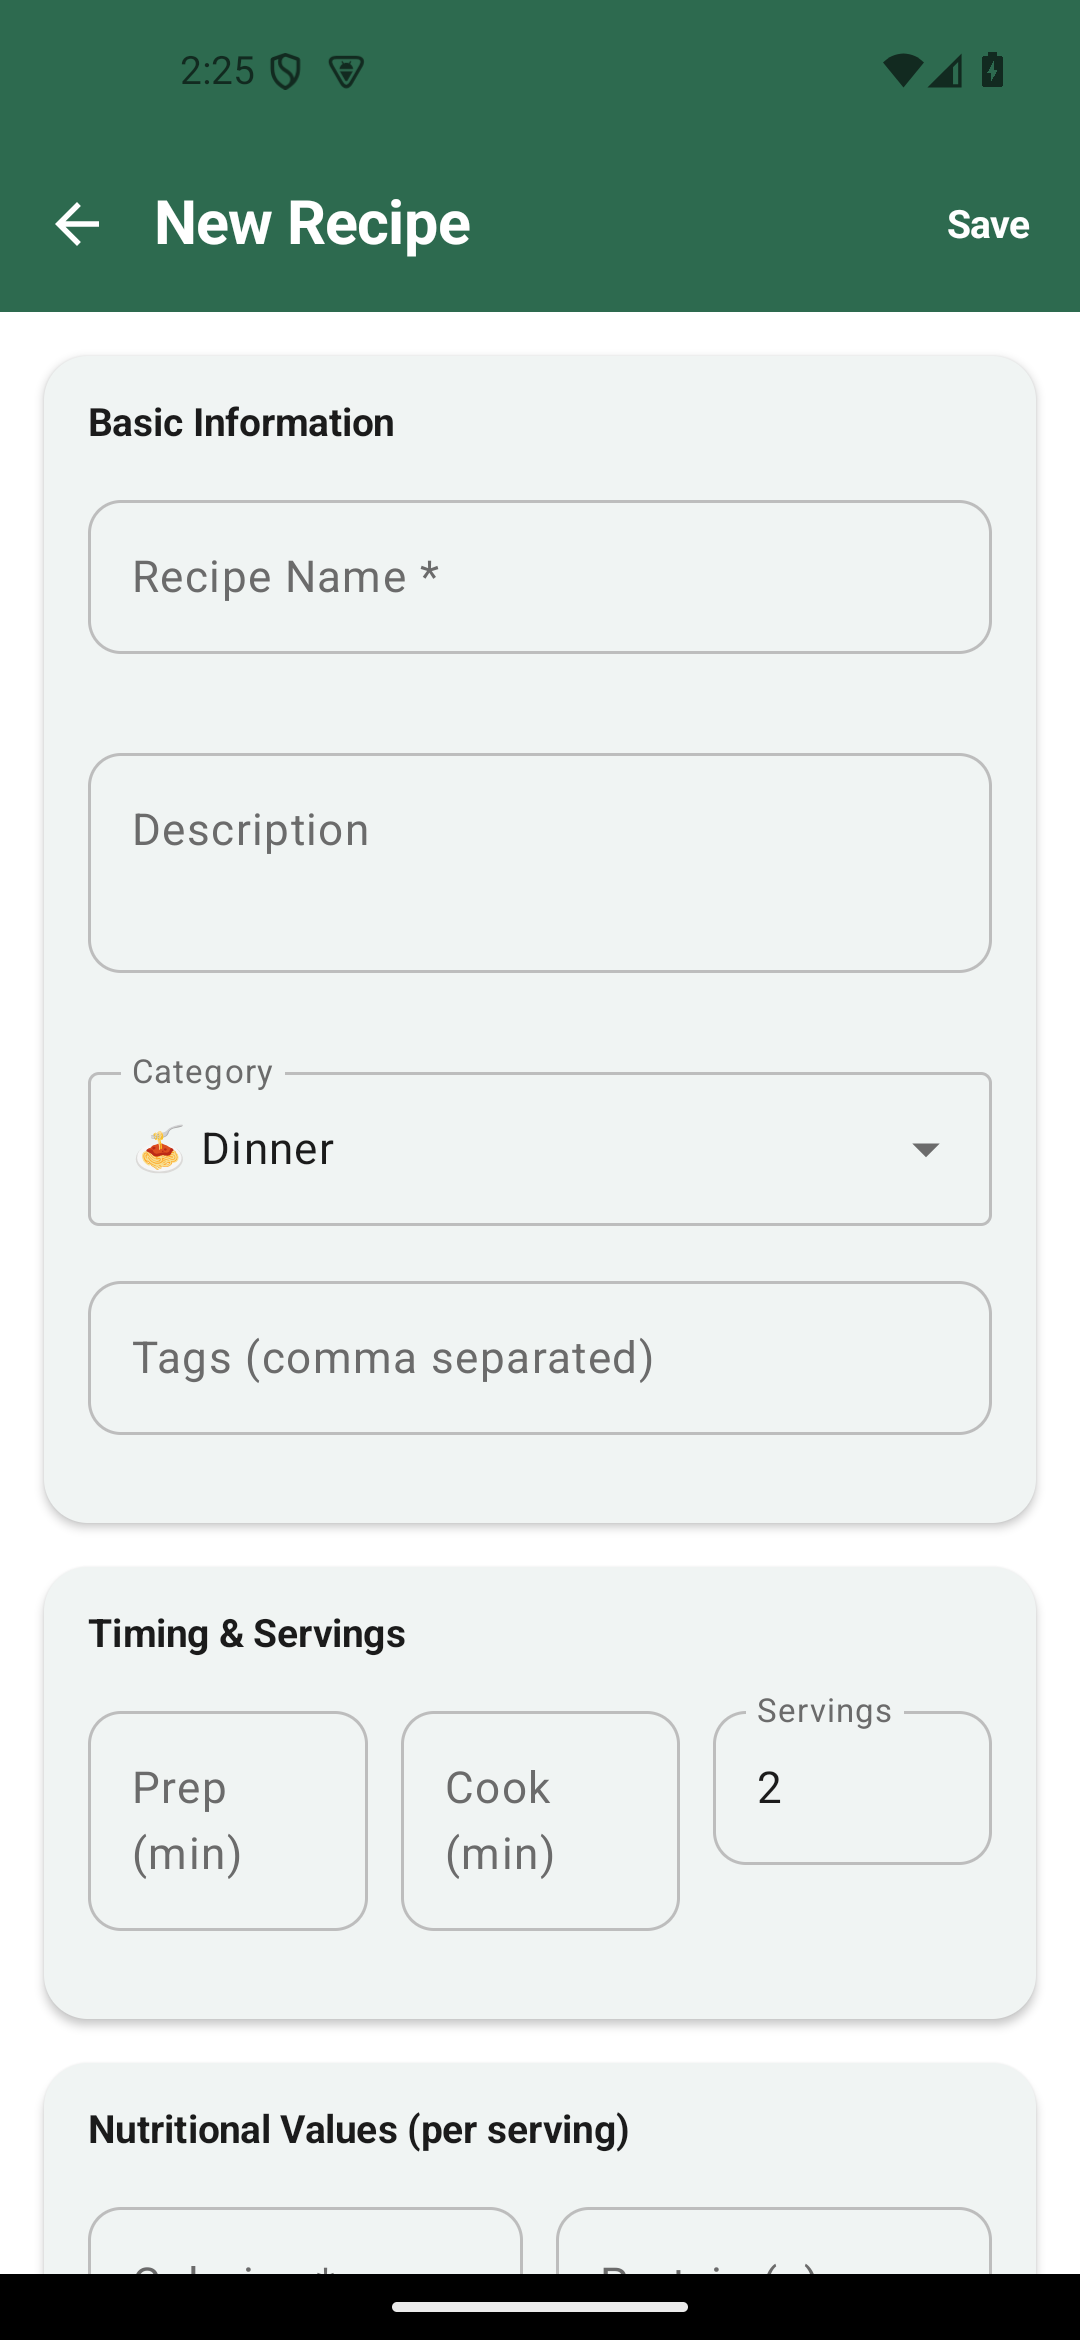 2:25
New Recipe
Save
Basic Information
Recipe Name *
Description
Category
🍝 Dinner
Tags (comma separated)
Timing & Servings
Prep
(min)
Cook
(min)
Servings
2
Nutritional Values (per serving)